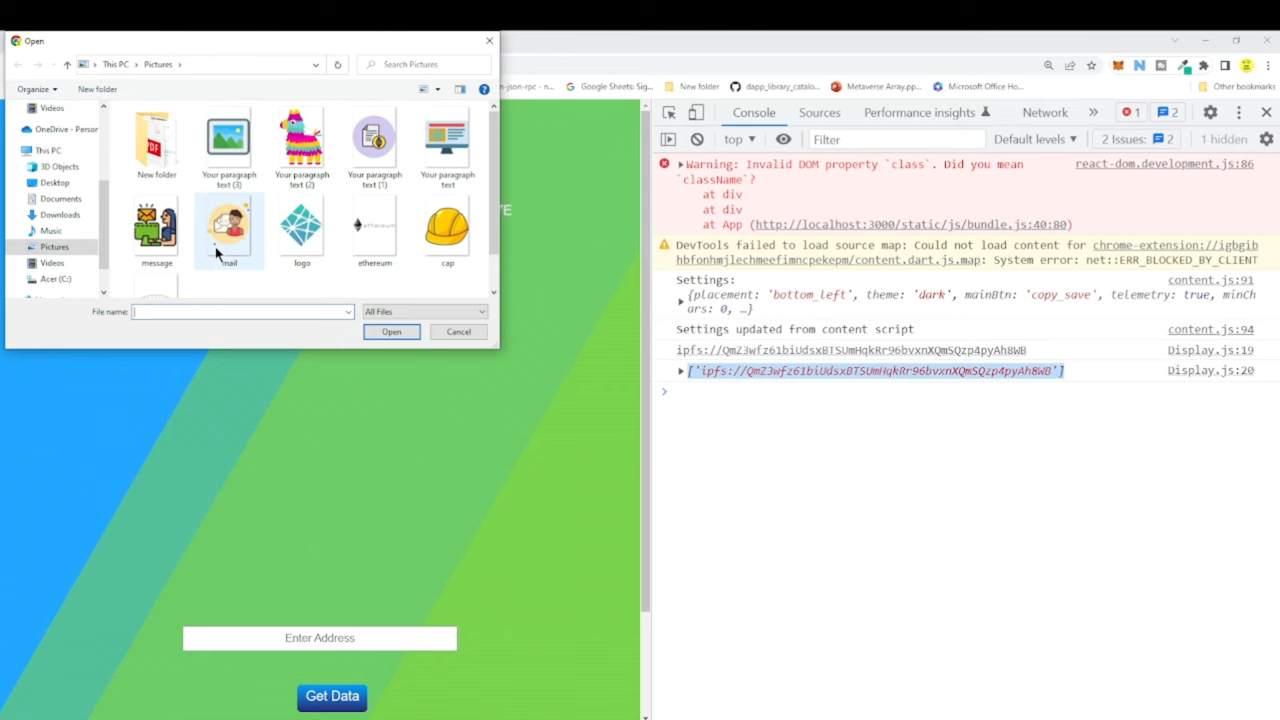 Open
This PC
Pictures
Search Pictures
Organize
New folder
Videos
OneDrive - Person
This PC
3D Objects
Desktop
Documents
Downloads
Music
Pictures
Videos
Acer (C:)
New folder
Your paragraph text (3)
Your paragraph text (2)
Your paragraph text (1)
Your paragraph text
message
mail
logo
ethereum
cap
File name:
All Files
Open
Cancel
-json-rpc - n...
Google Sheets: Sig...
New folder
dapp_library_catalo...
Metaverse Array.pp...
Microsoft Office Ho...
Other bookmarks
Console
Sources
Performance insights
Network
1
2
top
Filter
Default levels
2 Issues:
2
1 hidden
Warning: Invalid DOM property `class`. Did you mean
react-dom.development.js:86
`className`?
at div
at div
at App (http://localhost:3000/static/js/bundle.js:40:80)
DevTools failed to load source map: Could not load content for chrome-extension://igbgib
hbfonhmjlechmeefimncpekepm/content.dart.js.map: System error: net::ERR_BLOCKED_BY_CLIENT
Settings:
content.js:91
{placement: 'bottom_left', theme: 'dark', mainBtn: 'copy_save', telemetry: true, minCh
ars: 0, …}
Settings updated from content script
content.js:94
ipfs://QmZ3wfz61biUdsxBTSUmHqkRr96bvxnXQmSQzp4pyAh8WB
Display.js:19
['ipfs://QmZ3wfz61biUdsxBTSUmHqkRr96bvxnXQmSQzp4pyAh8WB']
Display.js:20
Enter Address
Get Data